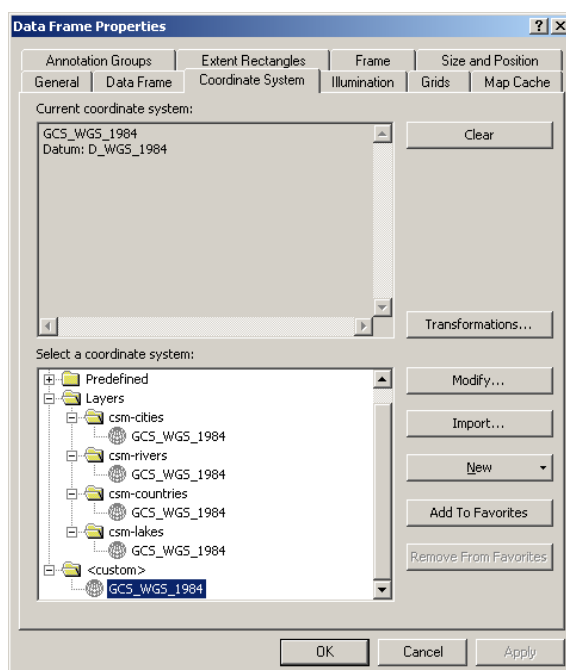 Data Frame Properties
Annotation Groups Extent Rectangles Frame Size and Position
General Data Frame Coordinate System Illumination Grids Map Cache
Current coordinate system:
GCS_WGS_1984
Datum: D_WGS_1984
Clear
Transformations...
Select a coordinate system:
Predefined
Layers
csm-cities
GCS_WGS_1984
csm-rivers
GCS_WGS_1984
csm-countries
GCS_WGS_1984
csm-lakes
GCS_WGS_1984
<custom>
GCS_WGS_1984
Modify...
Import...
New
Add To Favorites
Remove From Favorites
OK Cancel Apply